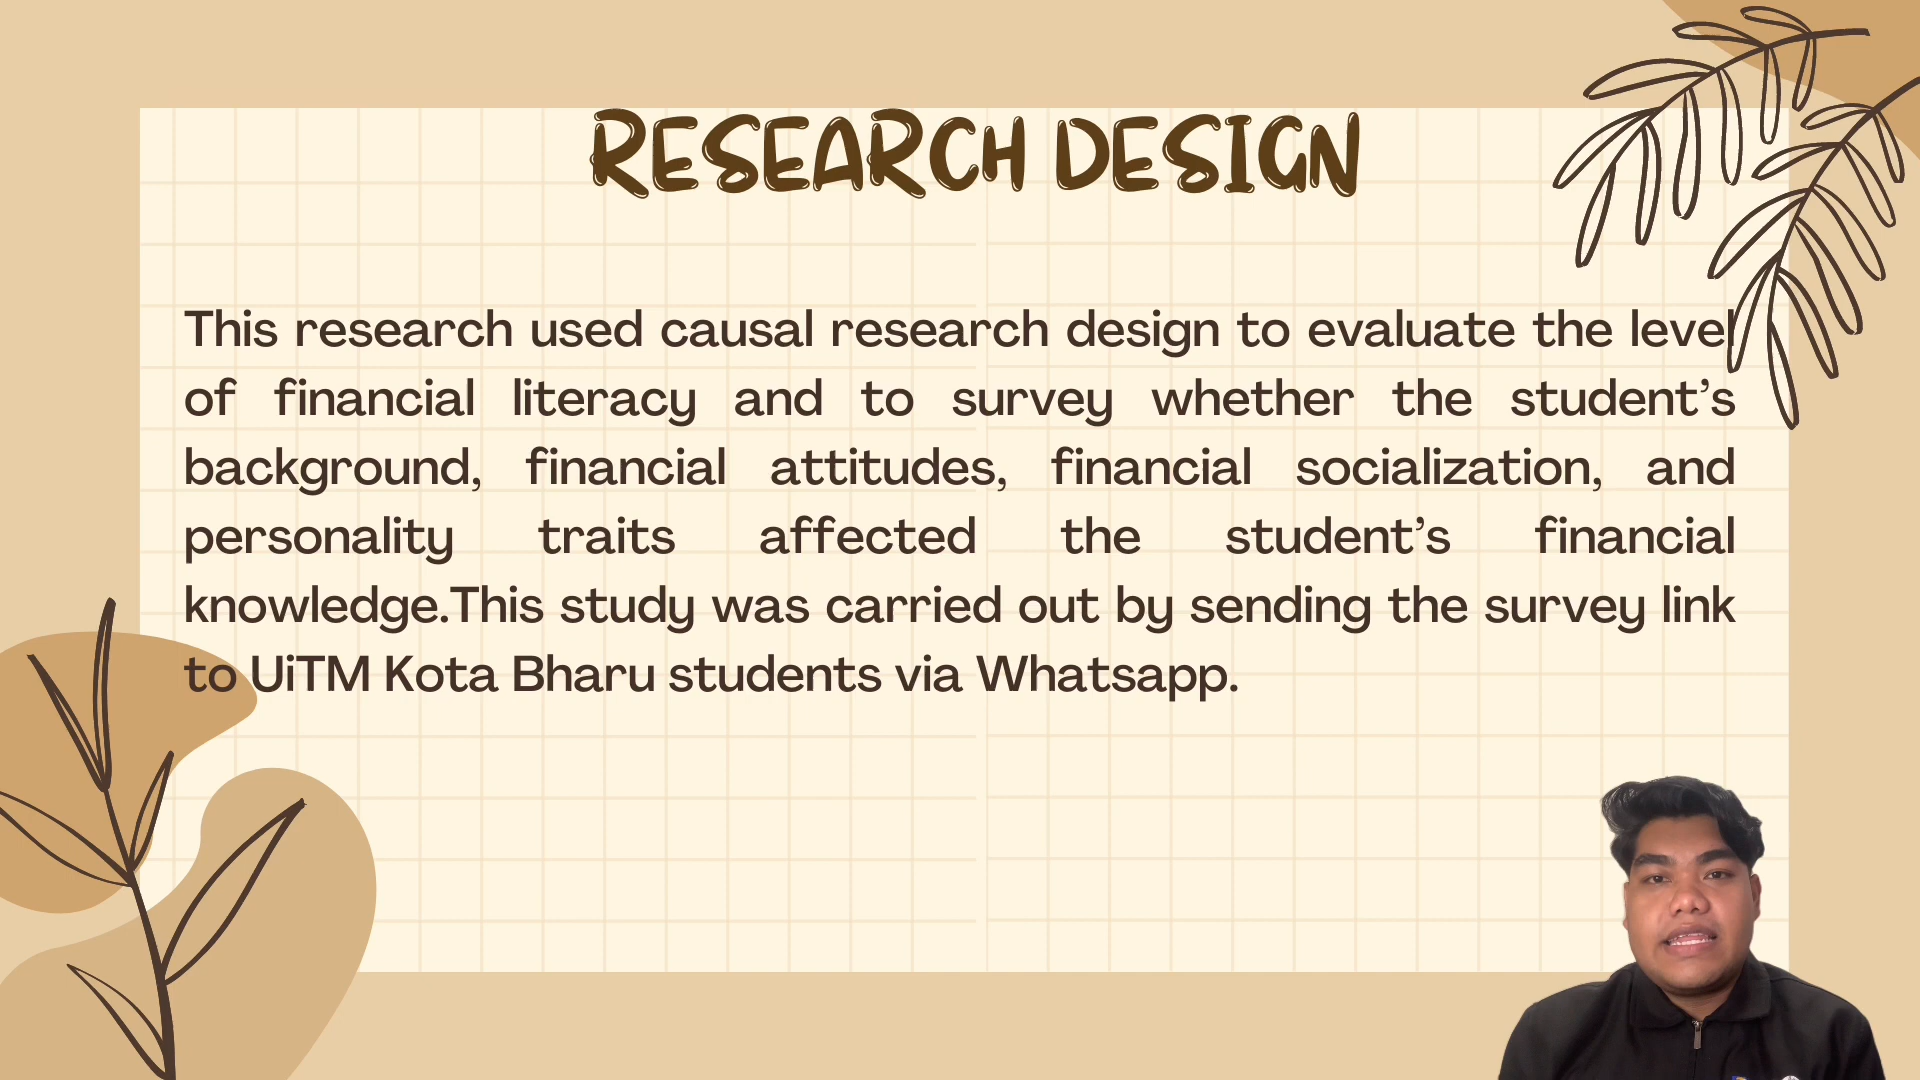 RESEARCH DESIGN
This research used causal research design to evaluate the level
of financial literacy and to survey whether the student’s
background, financial attitudes, financial socialization, and
personality traits affected the student’s financial
knowledge.This study was carried out by sending the survey link
to UiTM Kota Bharu students via Whatsapp.